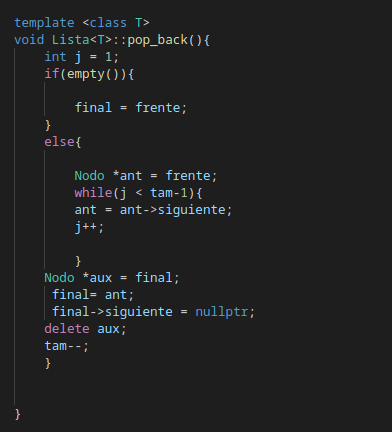 template <class T>
void Lista<T>::pop_back(){
    int j = 1;
    if(empty()){
        final = frente;
    }
    else{
        Nodo *ant = frente;
        while(j < tam-1){
        ant = ant->siguiente;
        j++;
        }
    Nodo *aux = final;
     final= ant;
     final->siguiente = nullptr;
    delete aux;
    tam--;
    }
}